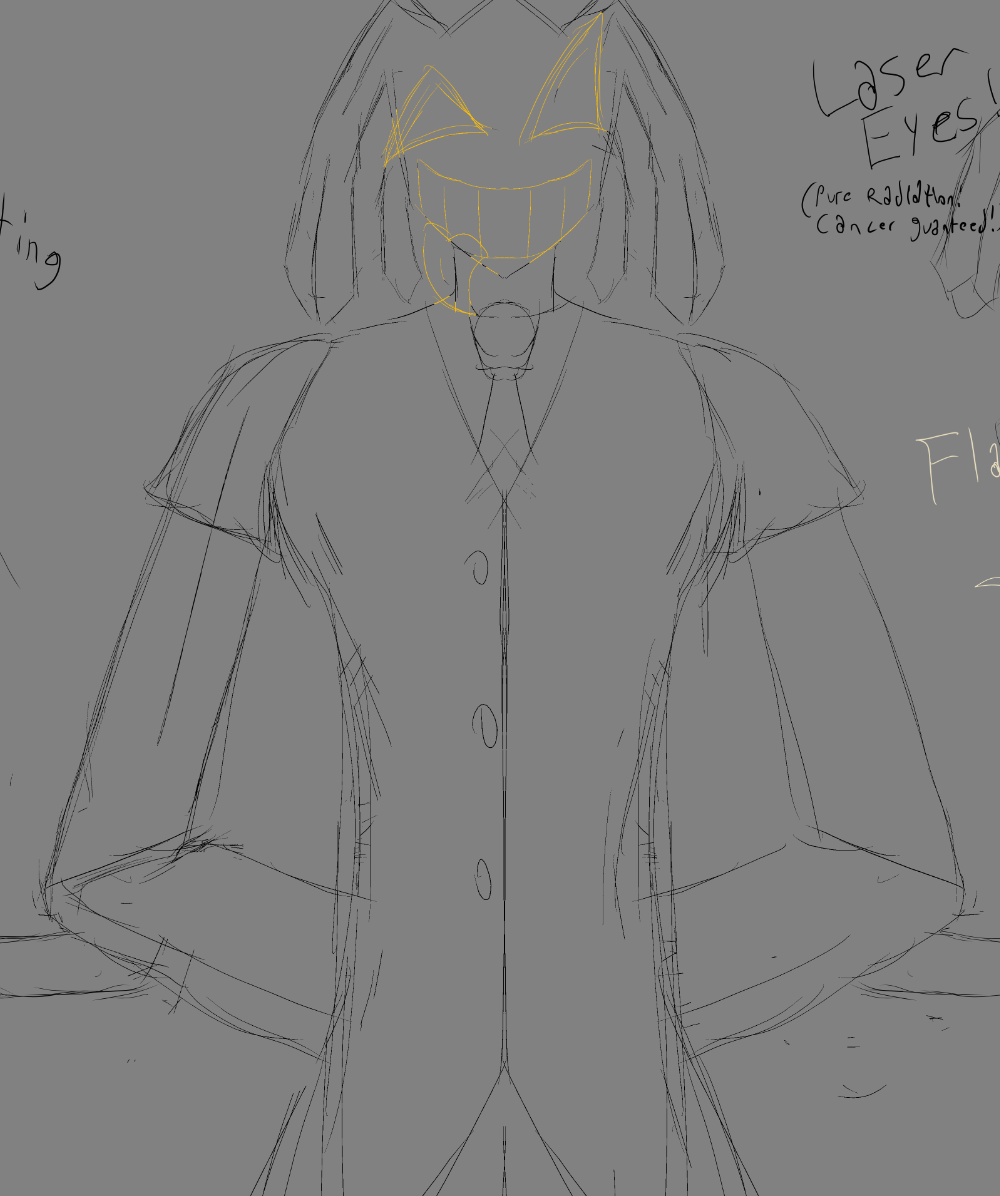 ting
Laser
Eyes!
(Pure Radiation!
Cancer guanteed!)
Fla